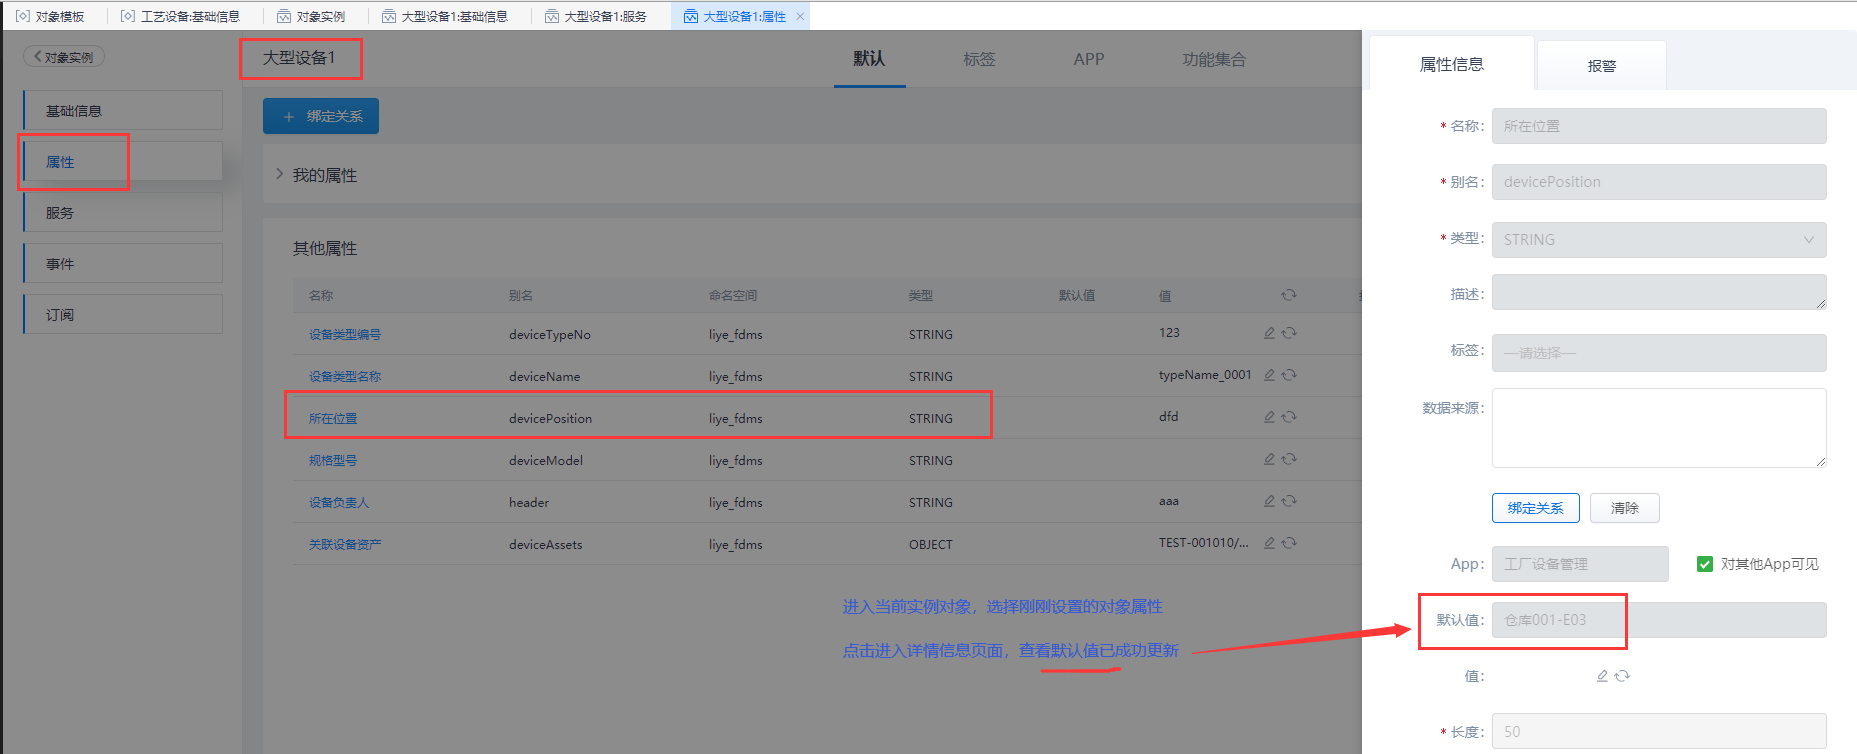 对象模板 工艺设备:基础信息 对象实例 大型设备1:基础信息 大型设备1:服务 大型设备1:属性
对象实例
基础信息
属性
服务
事件
订阅
大型设备1 默认 标签 APP 功能集合
+ 绑定关系
我的属性
其他属性
名称 别名 命名空间 类型 默认值 值
设备类型编号 deviceTypeNo liye_fdms STRING 123
设备类型名称 deviceName liye_fdms STRING typeName_0001
所在位置 devicePosition liye_fdms STRING dfd
规格型号 deviceModel liye_fdms STRING
设备负责人 header liye_fdms STRING aaa
关联设备资产 deviceAssets liye_fdms OBJECT TEST-001010/...
进入当前实例对象，选择刚刚设置的对象属性
点击进入详情信息页面，查看默认值已成功更新
属性信息 报警
* 名称: 所在位置
* 别名: devicePosition
* 类型: STRING
描述:
标签: —请选择—
数据来源:
绑定关系 清除
App: 工厂设备管理 对其他App可见
默认值: 仓库001-E03
值:
* 长度: 50